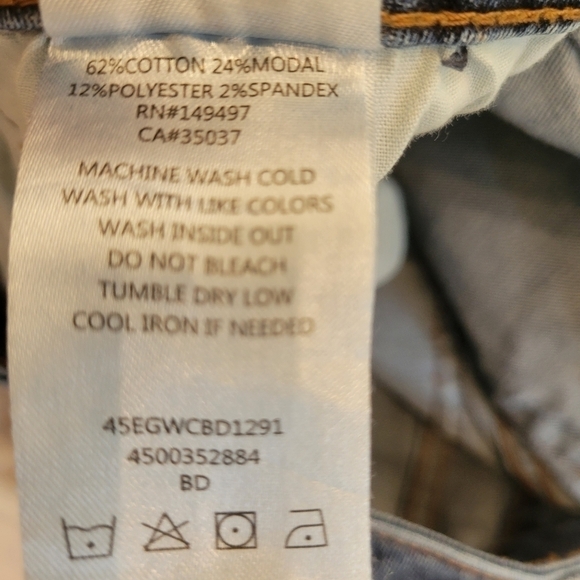 62%COTTON 24%MODAL
12%POLYESTER 2%SPANDEX
RN#149497
CA#35037
MACHINE WASH COLD
WASH WITH LIKE COLORS
WASH INSIDE OUT
DO NOT BLEACH
TUMBLE DRY LOW
COOL IRON IF NEEDED
45EGWCBD1291
4500352884
BD